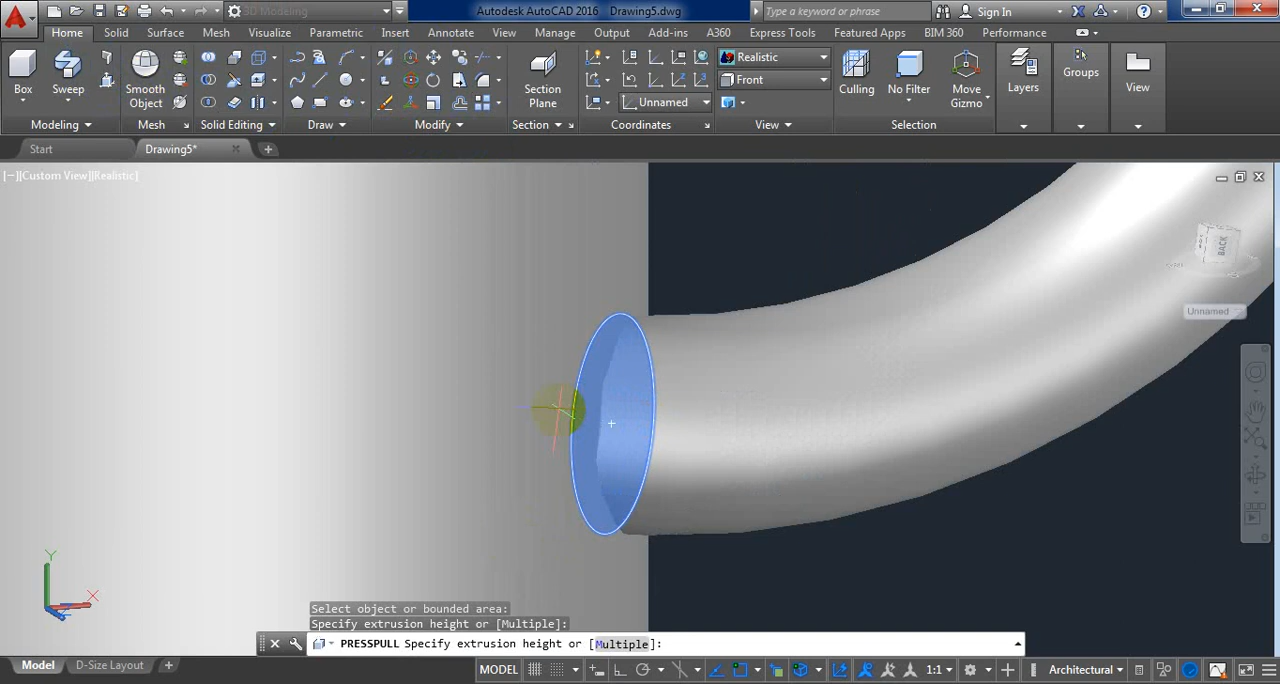 Autodesk AutoCAD 2016 Drawing5.dwg
3D Modeling
Type a keyword or phrase
Sign In
Home Solid Surface Mesh Visualize Parametric Insert Annotate View Manage Output Add-ins A360 Express Tools Featured Apps BIM 360 Performance
Box
Sweep
Smooth
Object
Section
Plane
Realistic
Front
Unnamed
Culling
No Filter
Move
Gizmo
Layers
Groups
View
Modeling
Mesh
Solid Editing
Draw
Modify
Section
Coordinates
View
Selection
Start
Drawing5*
[−][Custom View][Realistic]
BACK
Unnamed
Y
X
Select object or bounded area:
Specify extrusion height or [Multiple]:
PRESSPULL Specify extrusion height or [Multiple]:
Model
D-Size Layout
MODEL
1:1
Architectural